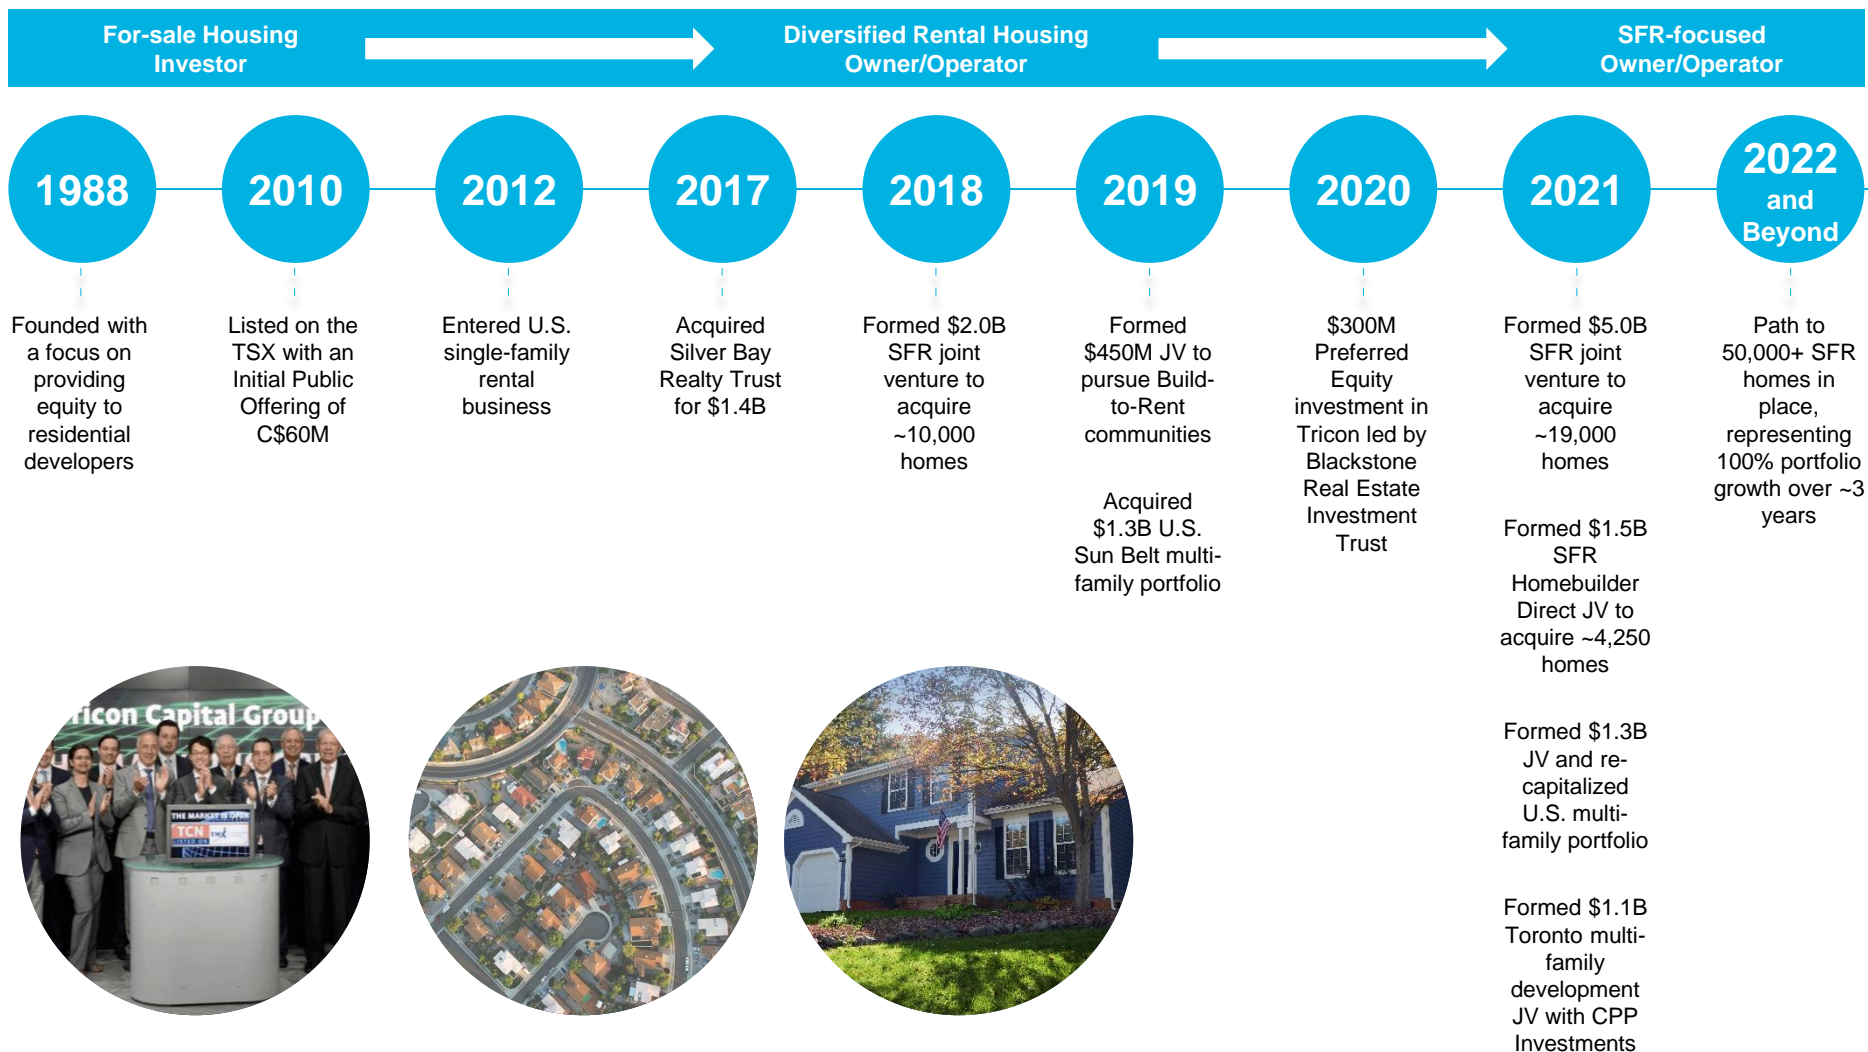 For-sale Housing
Investor
Diversified Rental Housing
Owner/Operator
SFR-focused
Owner/Operator
1988
2010
2012
2017
2018
2019
2020
2021
2022
and
Beyond
Founded with
a focus on
providing
equity to
residential
developers
Listed on the
TSX with an
Initial Public
Offering of
C$60M
Entered U.S.
single-family
rental
business
Acquired
Silver Bay
Realty Trust
for $1.4B
Formed $2.0B
SFR joint
venture to
acquire
~10,000
homes
Formed
$450M JV to
pursue Build-
to-Rent
communities
Acquired
$1.3B U.S.
Sun Belt multi-
family portfolio
$300M
Preferred
Equity
investment in
Tricon led by
Blackstone
Real Estate
Investment
Trust
Formed $5.0B
SFR joint
venture to
acquire
~19,000
homes
Formed $1.5B
SFR
Homebuilder
Direct JV to
acquire ~4,250
homes
Formed $1.3B
JV and re-
capitalized
U.S. multi-
family portfolio
Formed $1.1B
Toronto multi-
family
development
JV with CPP
Investments
Path to
50,000+ SFR
homes in
place,
representing
100% portfolio
growth over ~3
years
ricon Capital Group
THE MARKET IS OPEN
TCN
LISTED ON